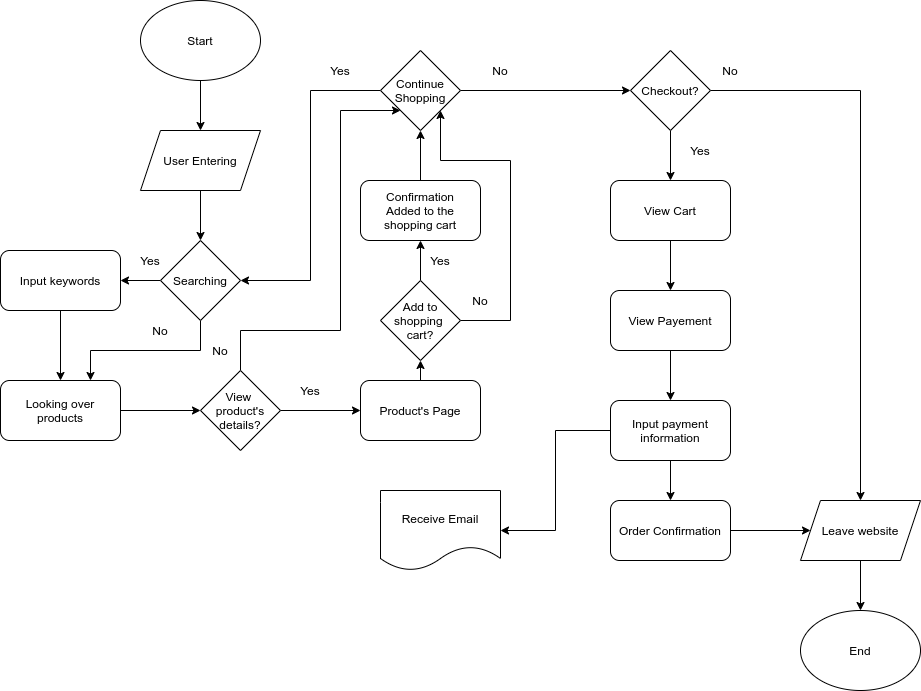 Start
User Entering
Searching
Yes
Input keywords
No
Looking over
products
View
product's
details?
No
Yes
Product's Page
Add to
shopping
cart?
Yes
No
Confirmation
Added to the
shopping cart
Continue
Shopping
Yes
No
Checkout?
No
Yes
View Cart
View Payement
Input payment
information
Receive Email
Order Confirmation
Leave website
End